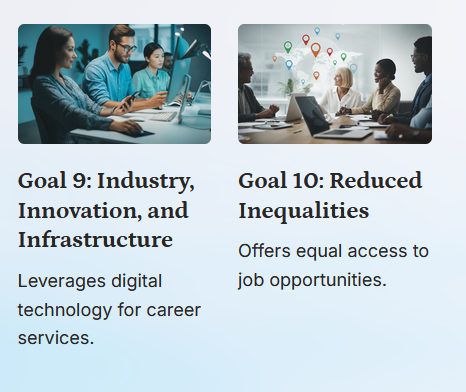 Goal 9: Industry,
Innovation, and
Infrastructure
Leverages digital
technology for career
services.
Goal 10: Reduced
Inequalities
Offers equal access to
job opportunities.